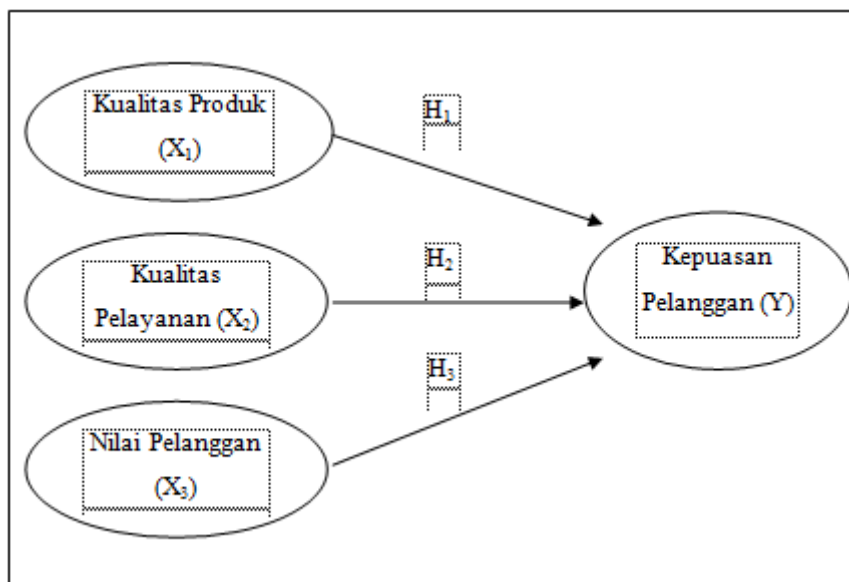 Kualitas Produk
(X₁)
H₁
Kualitas
Pelayanan (X₂)
H₂
Kepuasan
Pelanggan (Y)
Nilai Pelanggan
(X₃)
H₃